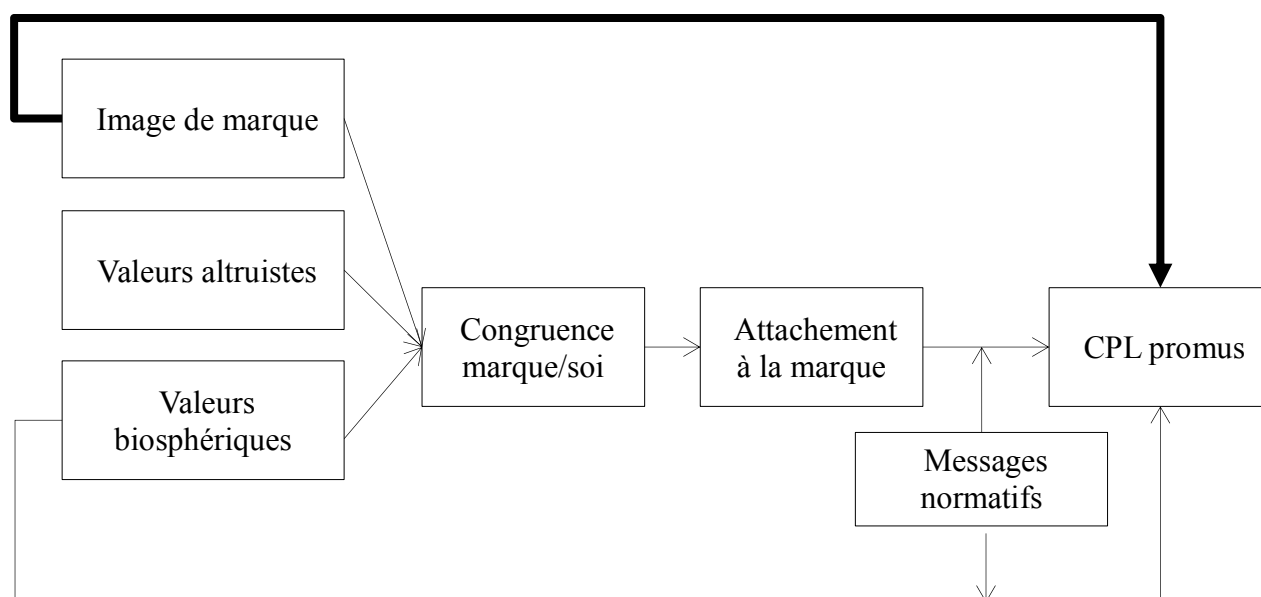 Image de marque
Valeurs altruistes
Valeurs
biosphériques
Congruence
marque/soi
Attachement
à la marque
CPL promus
Messages
normatifs